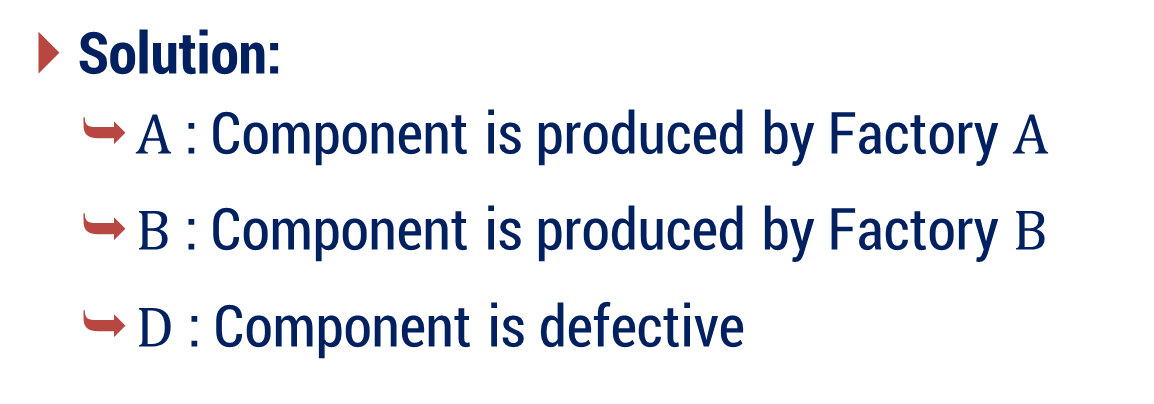 Solution:
A : Component is produced by Factory A
B : Component is produced by Factory B
D : Component is defective